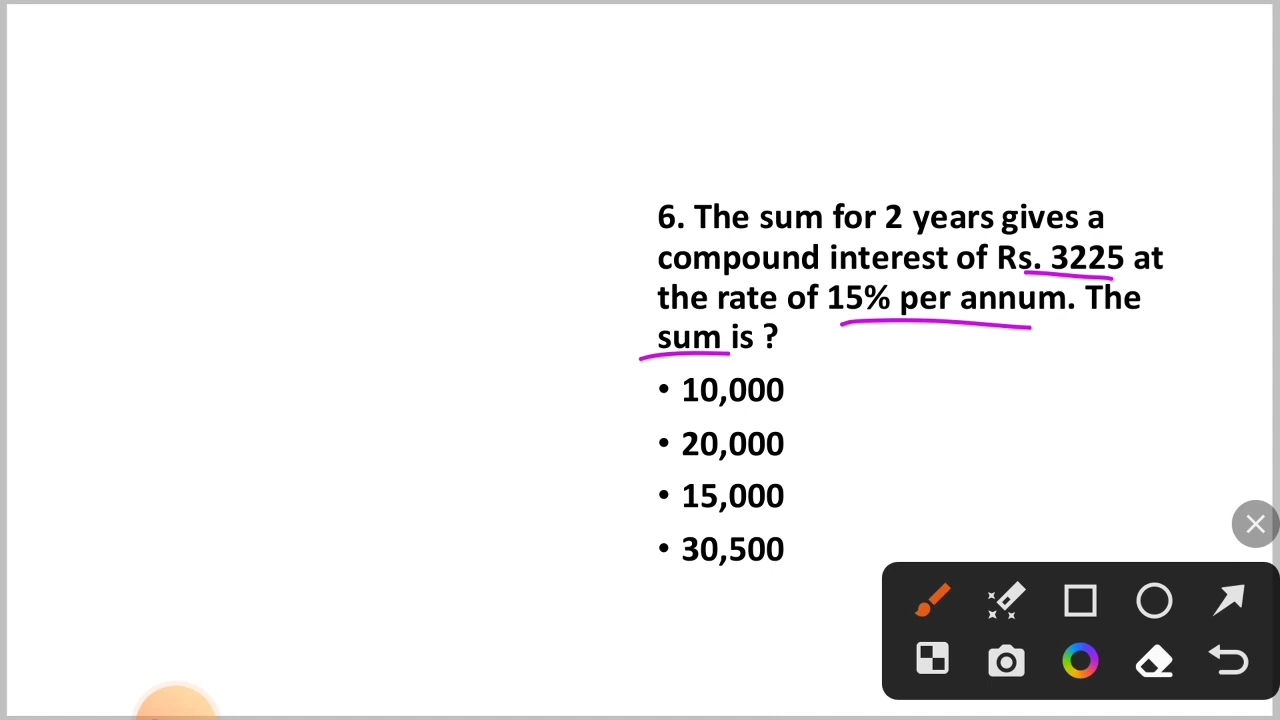 6. The sum for 2 years gives a
compound interest of Rs. 3225 at
the rate of 15% per annum. The
sum is ?
• 10,000
• 20,000
• 15,000
• 30,500